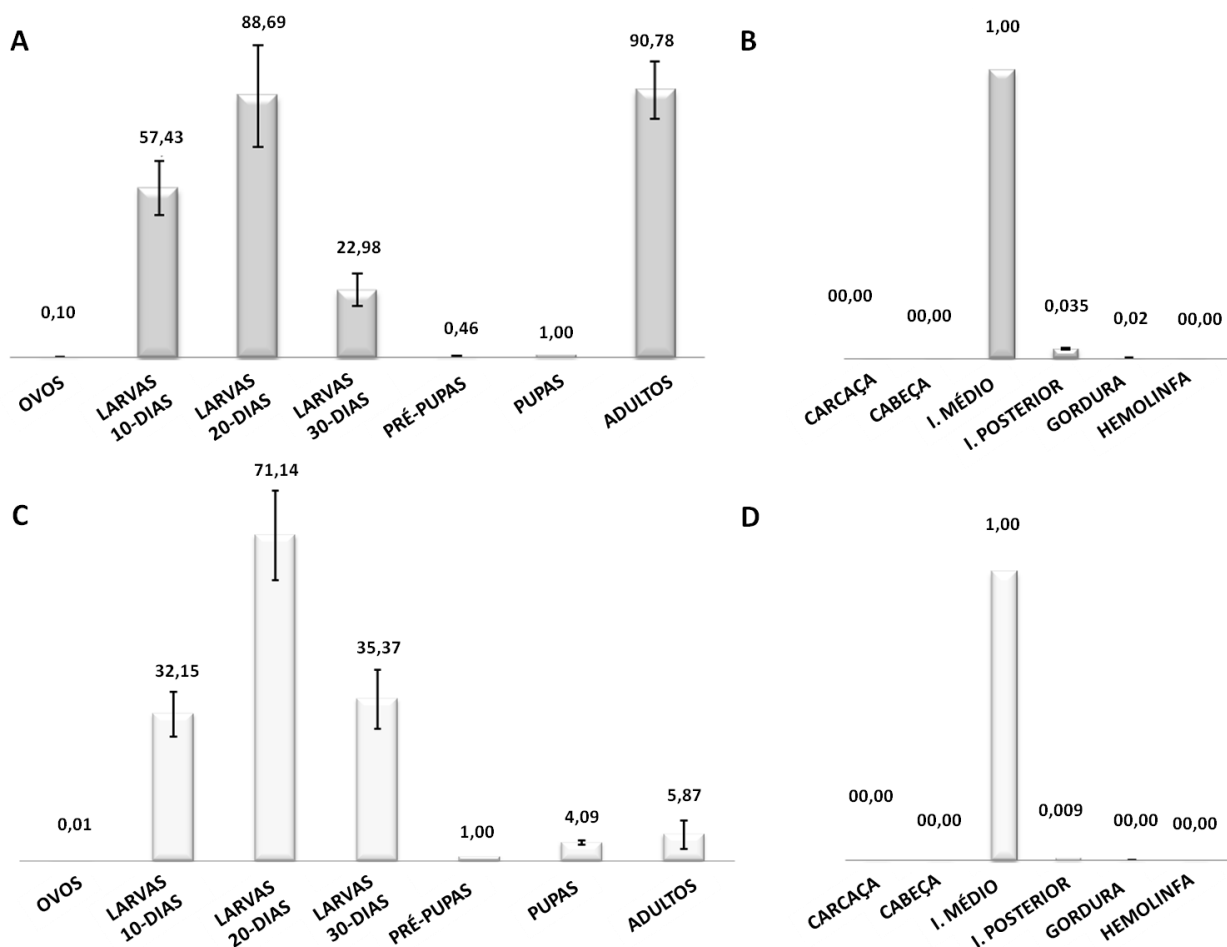 A
57,43
88,69
22,98
0,10
0,46
1,00
90,78
OVOS
LARVAS
10-DIAS
LARVAS
20-DIAS
LARVAS
30-DIAS
PRÉ-PUPAS
PUPAS
ADULTOS
B
1,00
00,00
00,00
0,035
0,02
00,00
CARCAÇA
CABEÇA
I. MÉDIO
I. POSTERIOR
GORDURA
HEMOLINFA
C
0,01
32,15
71,14
35,37
1,00
4,09
5,87
OVOS
LARVAS
10-DIAS
LARVAS
20-DIAS
LARVAS
30-DIAS
PRÉ-PUPAS
PUPAS
ADULTOS
D
1,00
00,00
00,00
0,009
00,00
00,00
CARCAÇA
CABEÇA
I. MÉDIO
I. POSTERIOR
GORDURA
HEMOLINFA